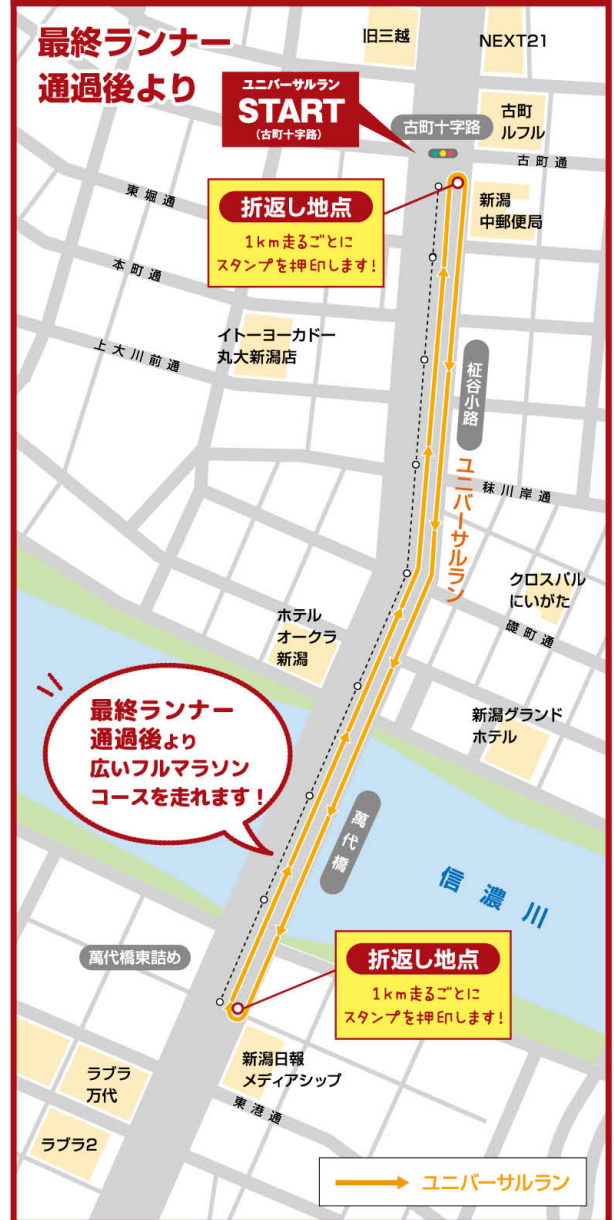 最終ランナー
通過後より
旧三越
NEXT21
ユニバーサルラン
START
(古町十字路)
古町十字路
古町
ルフル
古町通
東堀通
折返し地点
1km走るごとに
スタンプを押印します!
新潟
中郵便局
本町通
上大川前通
イトーヨーカドー
丸大新潟店
柾谷小路
ユニバーサルラン
秣川岸通
クロスパル
にいがた
礎町通
ホテル
オークラ
新潟
新潟グランド
ホテル
最終ランナー
通過後より
広いフルマラソン
コースを走れます!
萬代橋
信濃川
萬代橋東詰め
折返し地点
1km走るごとに
スタンプを押印します!
新潟日報
メディアシップ
東港通
ラブラ
万代
ラブラ2
ユニバーサルラン